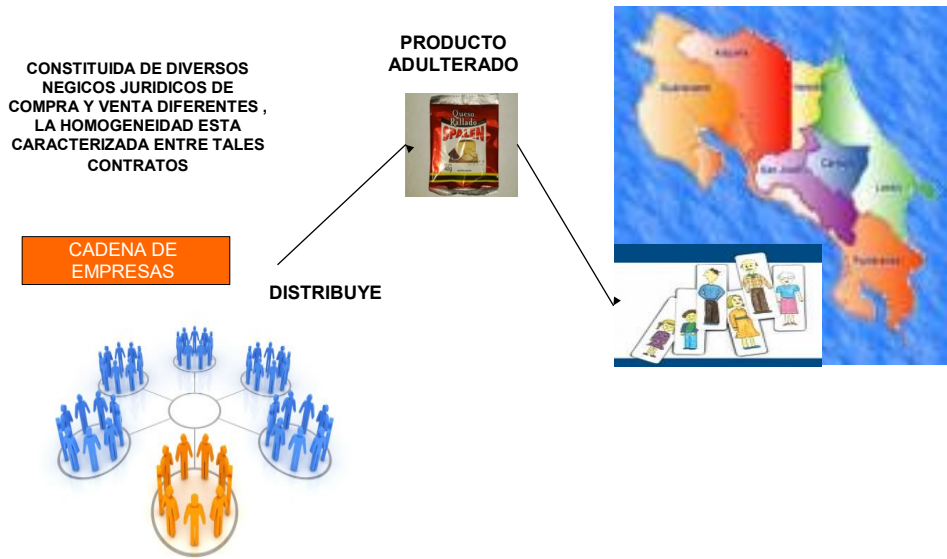 CONSTITUIDA DE DIVERSOS
NEGICOS JURIDICOS DE
COMPRA Y VENTA DIFERENTES ,
LA HOMOGENEIDAD ESTA
CARACTERIZADA ENTRE TALES
CONTRATOS
PRODUCTO
ADULTERADO
Queso
Rallado
CADENA DE
EMPRESAS
DISTRIBUYE
Alajuela
Guanacaste
Heredia
San José
Cartago
Limón
Puntarenas